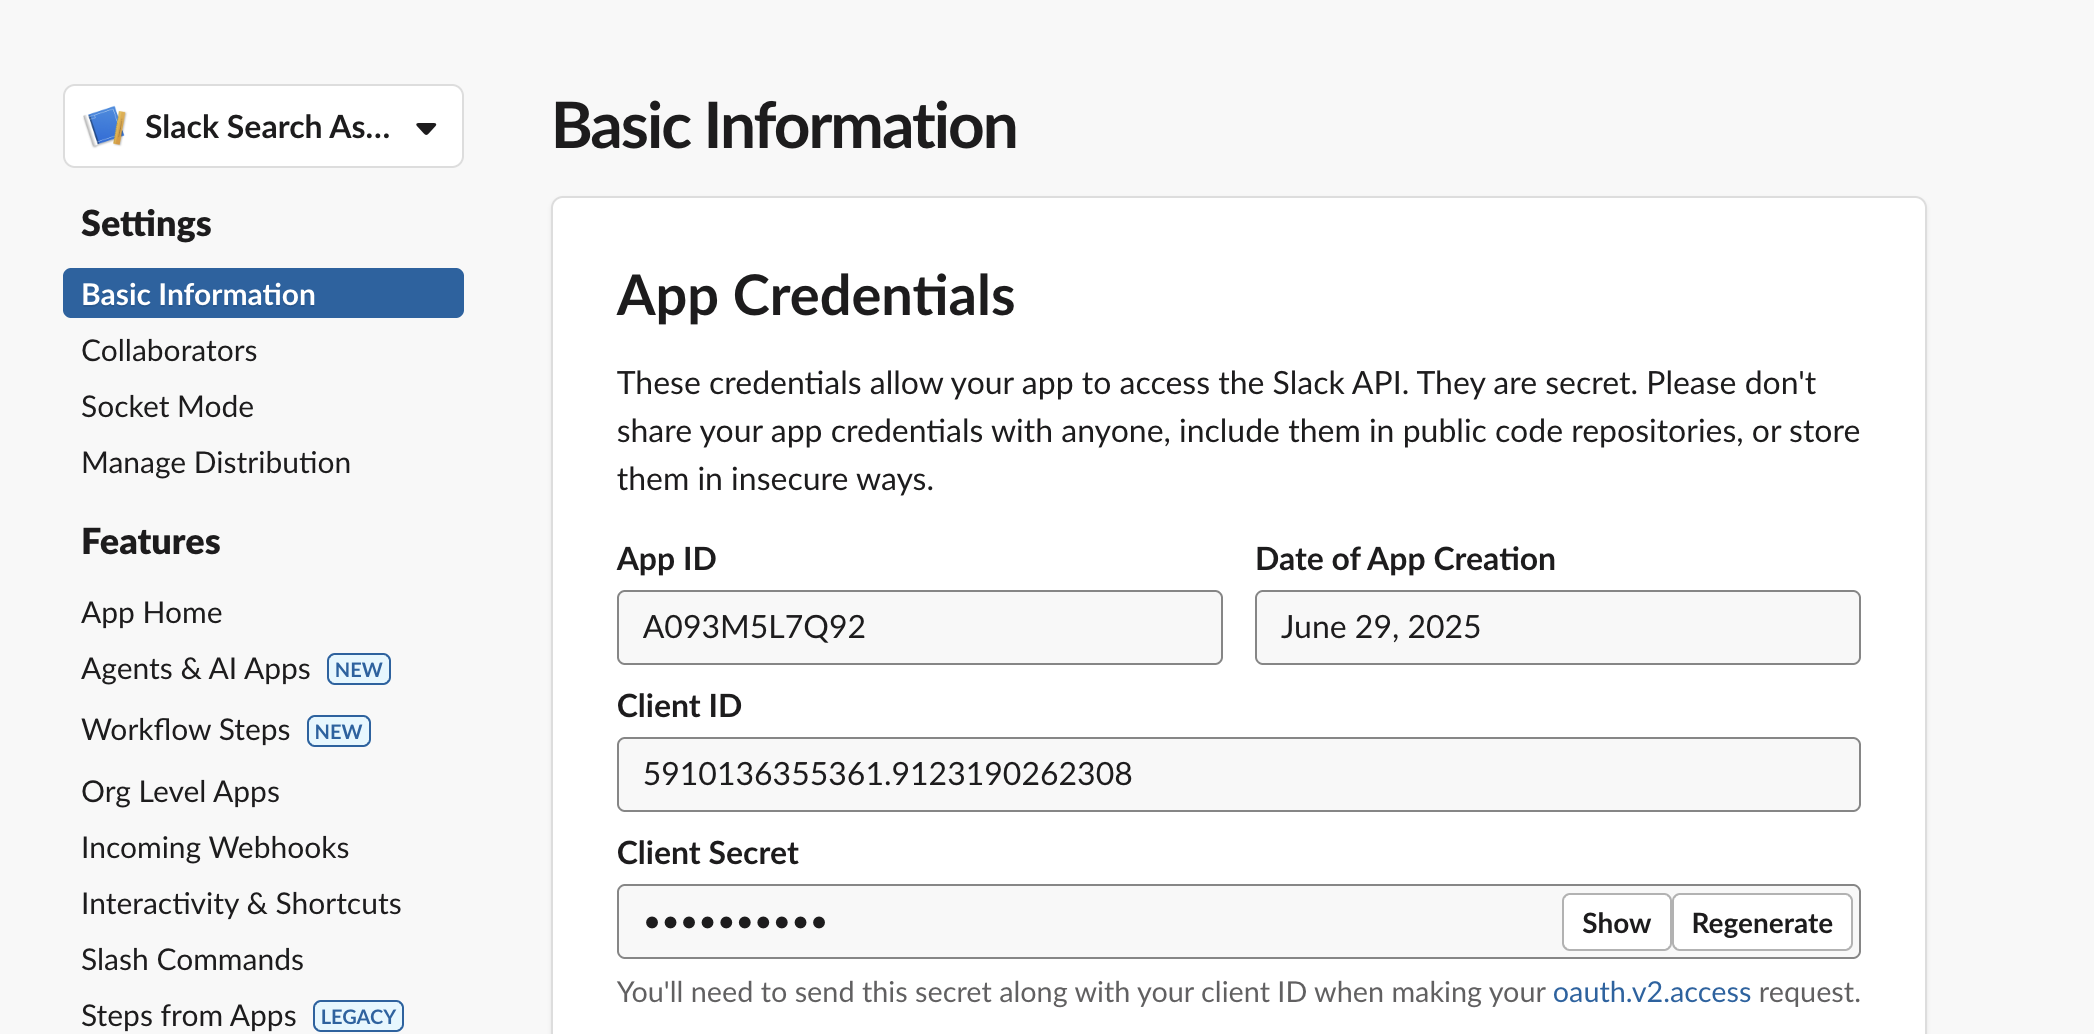 Slack Search As...
Settings
Basic Information
Collaborators
Socket Mode
Manage Distribution
Features
App Home
Agents & AI Apps NEW
Workflow Steps NEW
Org Level Apps
Incoming Webhooks
Interactivity & Shortcuts
Slash Commands
Steps from Apps LEGACY
Basic Information
App Credentials
These credentials allow your app to access the Slack API. They are secret. Please don't
share your app credentials with anyone, include them in public code repositories, or store
them in insecure ways.
App ID
A093M5L7Q92
Date of App Creation
June 29, 2025
Client ID
5910136355361.9123190262308
Client Secret
••••••••••
Show Regenerate
You'll need to send this secret along with your client ID when making your oauth.v2.access request.